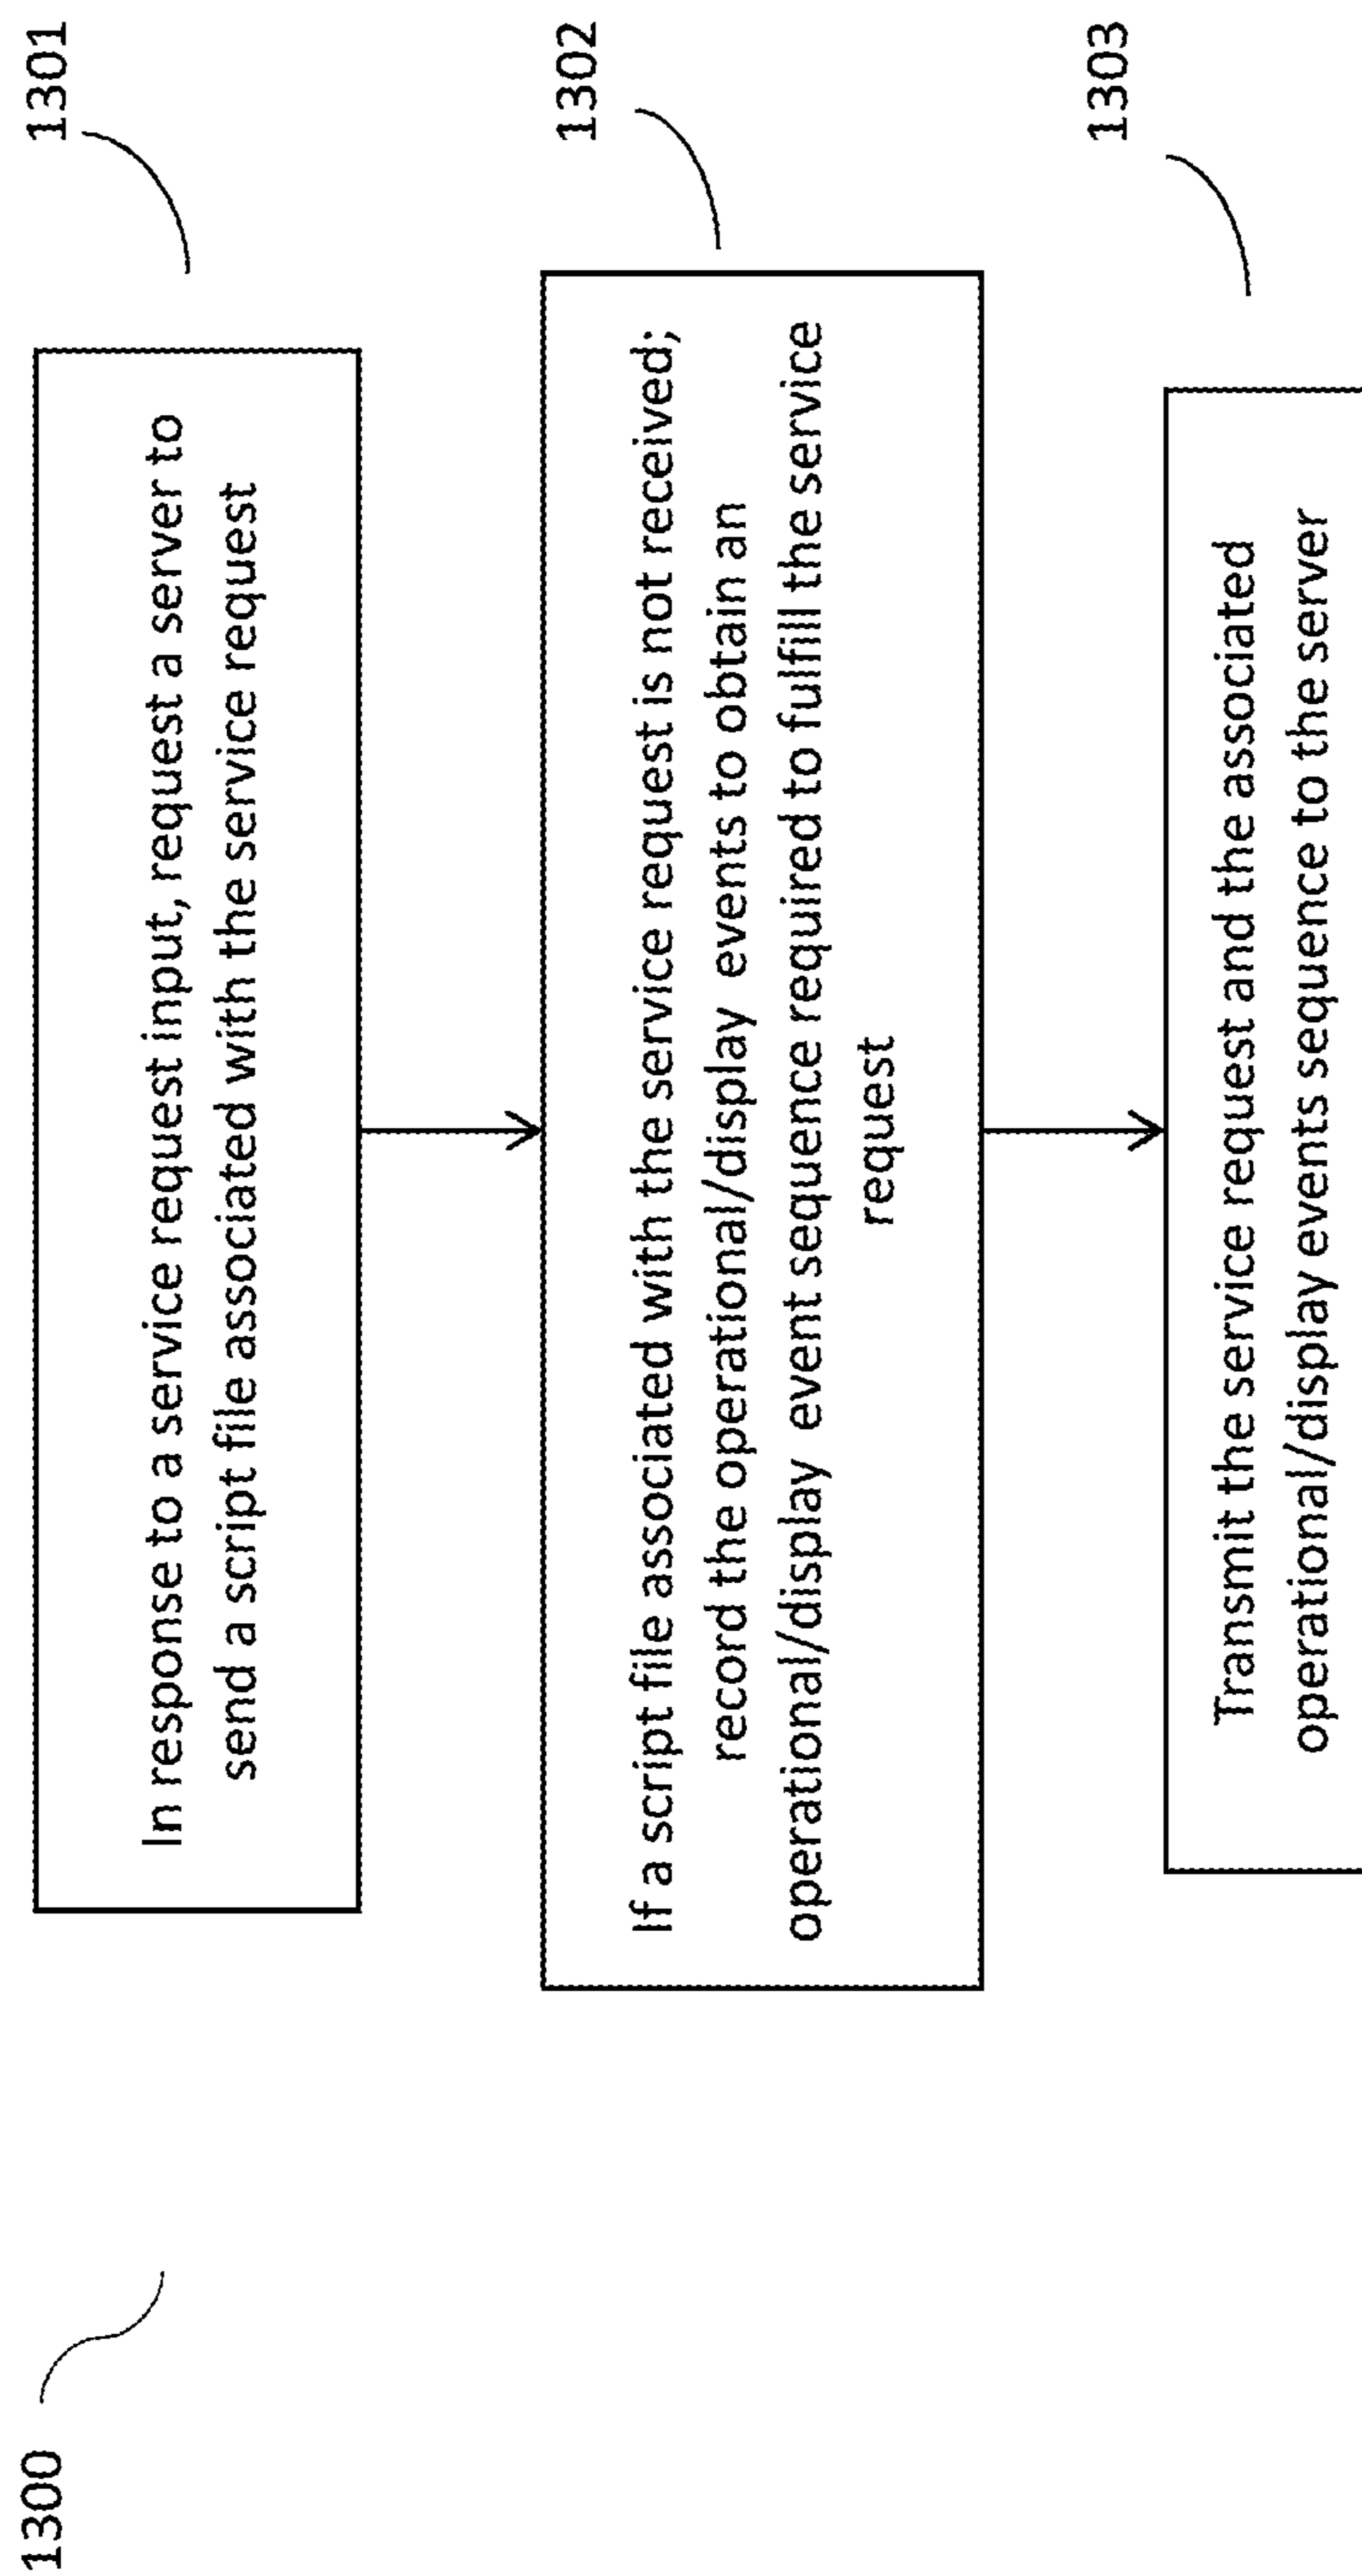 1300
1301
In response to a service request input, request a server to
send a script file associated with the service request
1302
If a script file associated with the service request is not received;
record the operational/display events to obtain an
operational/display event sequence required to fulfill the service
request
1303
Transmit the service request and the associated
operational/display events sequence to the server